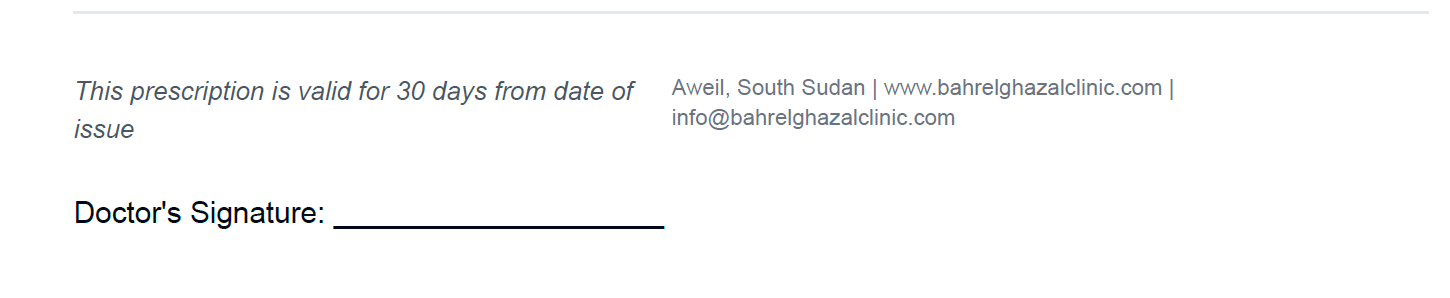 This prescription is valid for 30 days from date of
issue
Aweil, South Sudan | www.bahrelghazalclinic.com |
info@bahrelghazalclinic.com
Doctor's Signature: ____________________